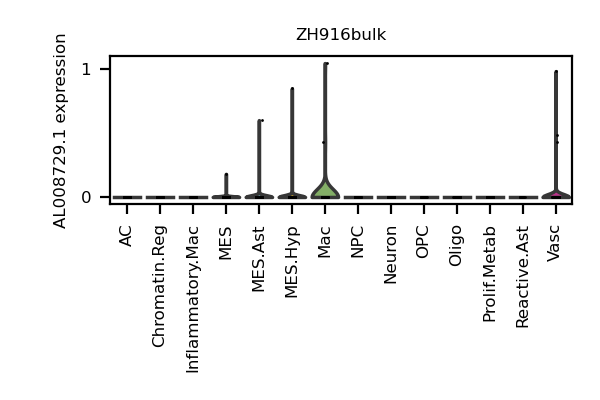 ZH916bulk
AL008729.1 expression
1
0
AC
Chromatin.Reg
Inflammatory.Mac
MES
MES.Ast
MES.Hyp
Mac
NPC
Neuron
OPC
Oligo
Prolif.Metab
Reactive.Ast
Vasc